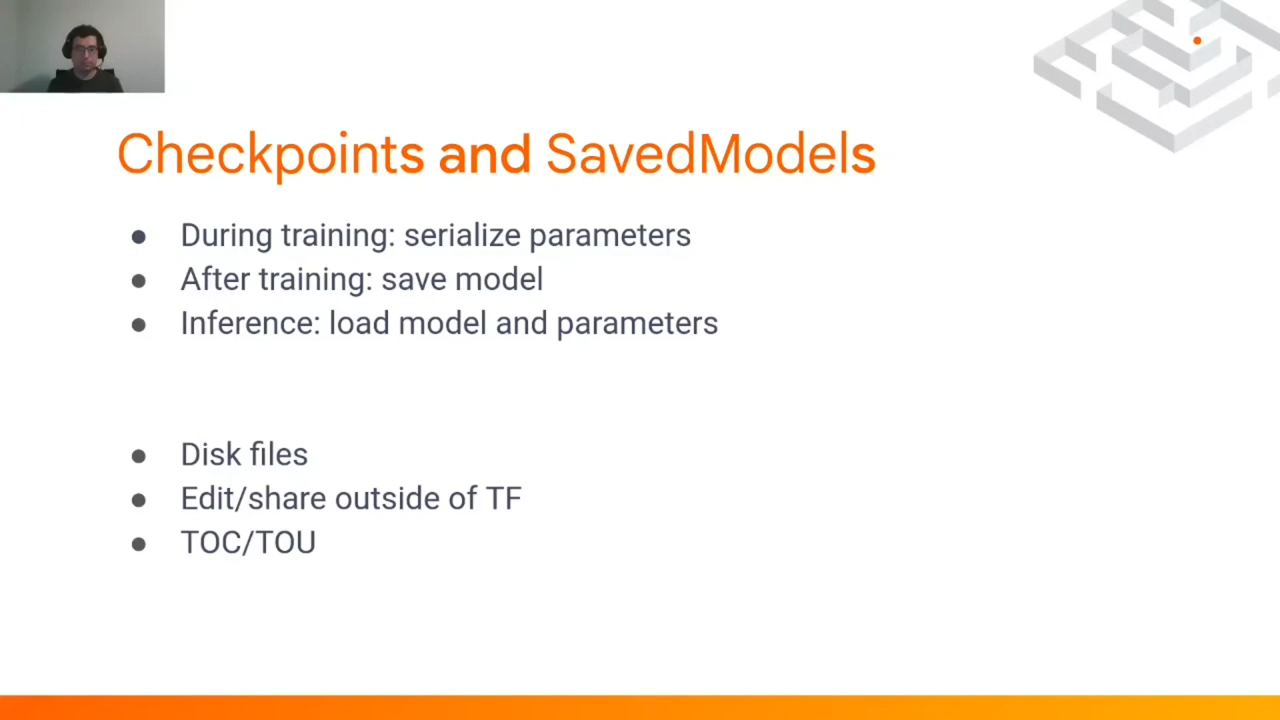 Checkpoints and SavedModels
● During training: serialize parameters
● After training: save model
● Inference: load model and parameters
● Disk files
● Edit/share outside of TF
● TOC/TOU